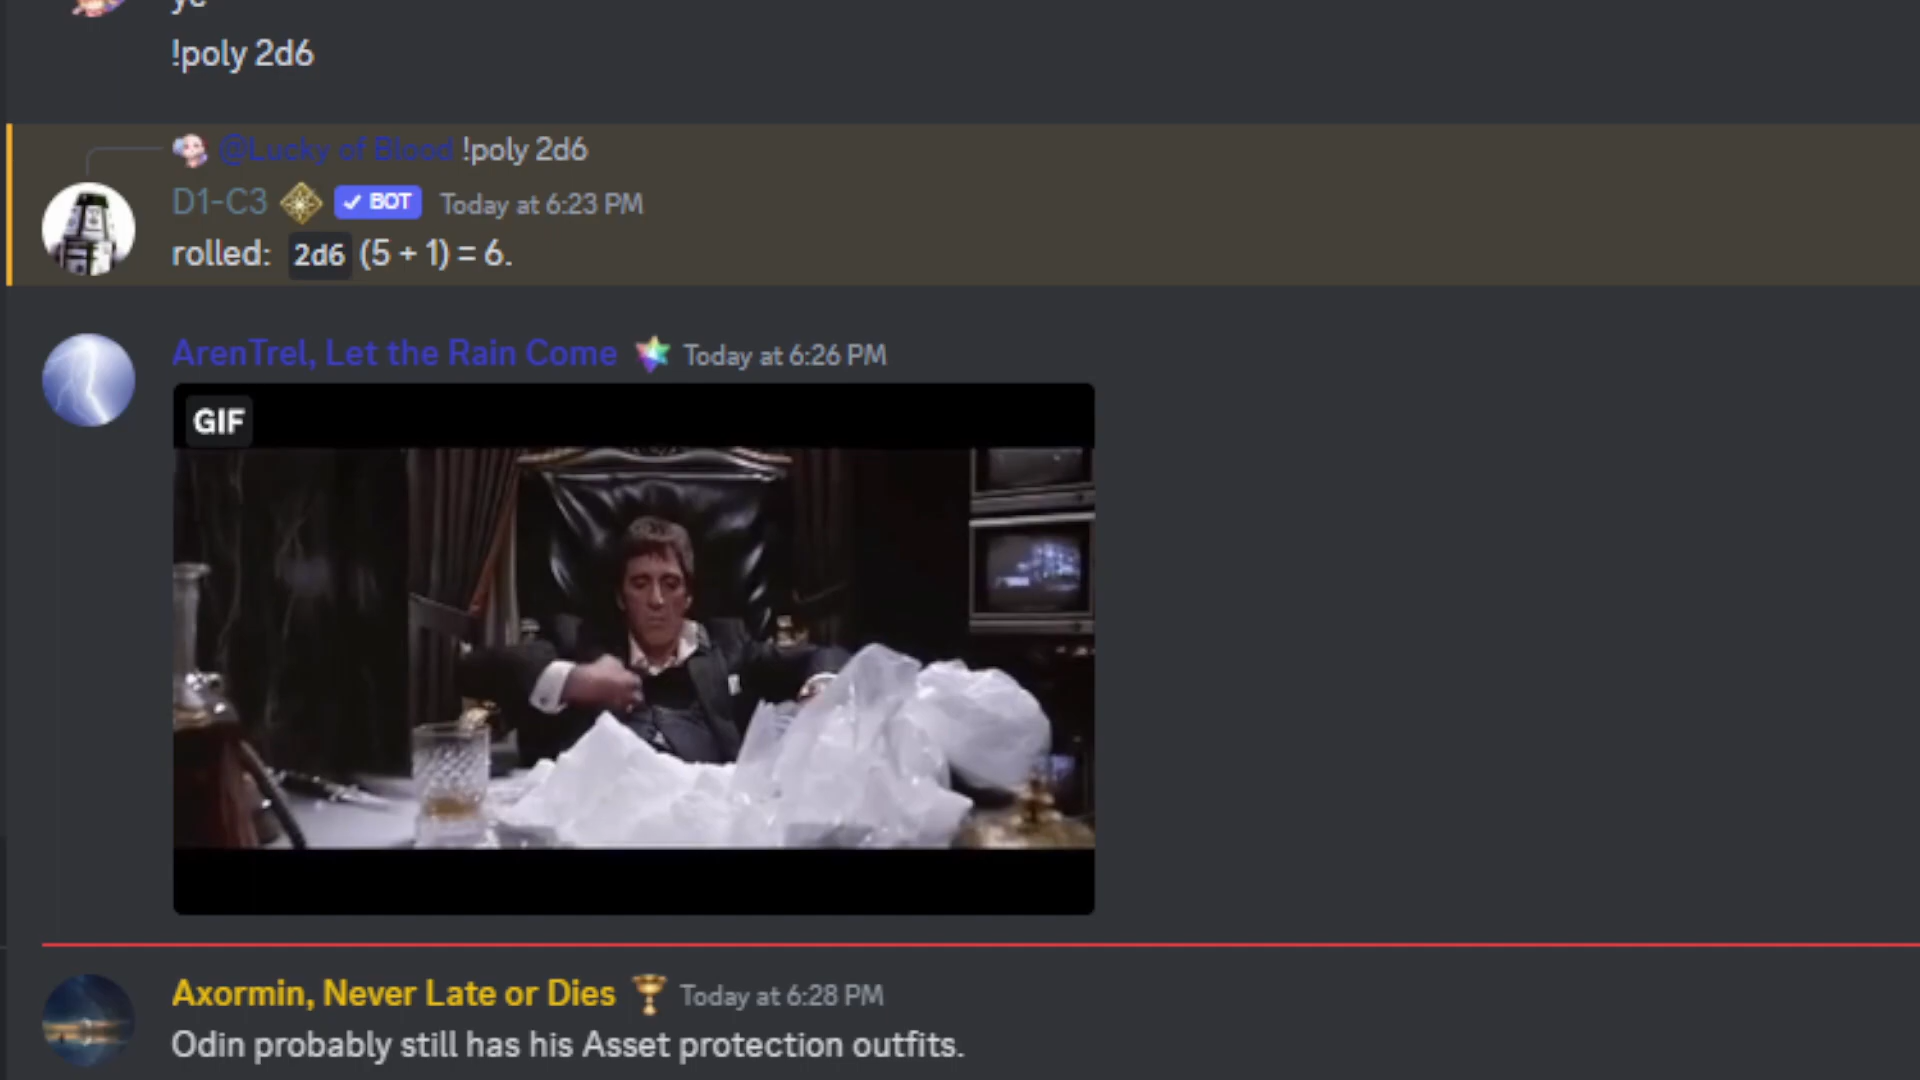 ye
!poly 2d6
@Lucky of Blood !poly 2d6
D1-C3 ✓ BOT Today at 6:23 PM
rolled: 2d6 (5 + 1) = 6.
ArenTrel, Let the Rain Come Today at 6:26 PM
GIF
Axormin, Never Late or Dies Today at 6:28 PM
Odin probably still has his Asset protection outfits.